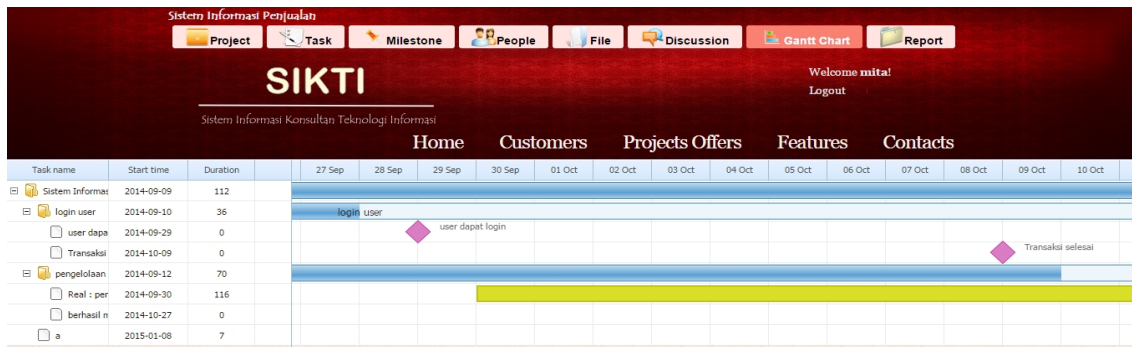 Sistem Informasi Penjualan
Project Task Milestone People File Discussion Gantt Chart Report
SIKTI
Welcome mita!
Logout
Sistem Informasi Konsultan Teknologi Informasi
Home Customers Projects Offers Features Contacts
Task name Start time Duration 27 Sep 28 Sep 29 Sep 30 Sep 01 Oct 02 Oct 03 Oct 04 Oct 05 Oct 06 Oct 07 Oct 08 Oct 09 Oct 10 Oct
Sistem Informas 2014-09-09 112
login user 2014-09-10 36 login user
user dapa 2014-09-29 0 user dapat login
Transaksi 2014-10-09 0 Transaksi selesai
pengelolaan 2014-09-12 70
Real : per 2014-09-30 116
berhasil m 2014-10-27 0
a 2015-01-08 7